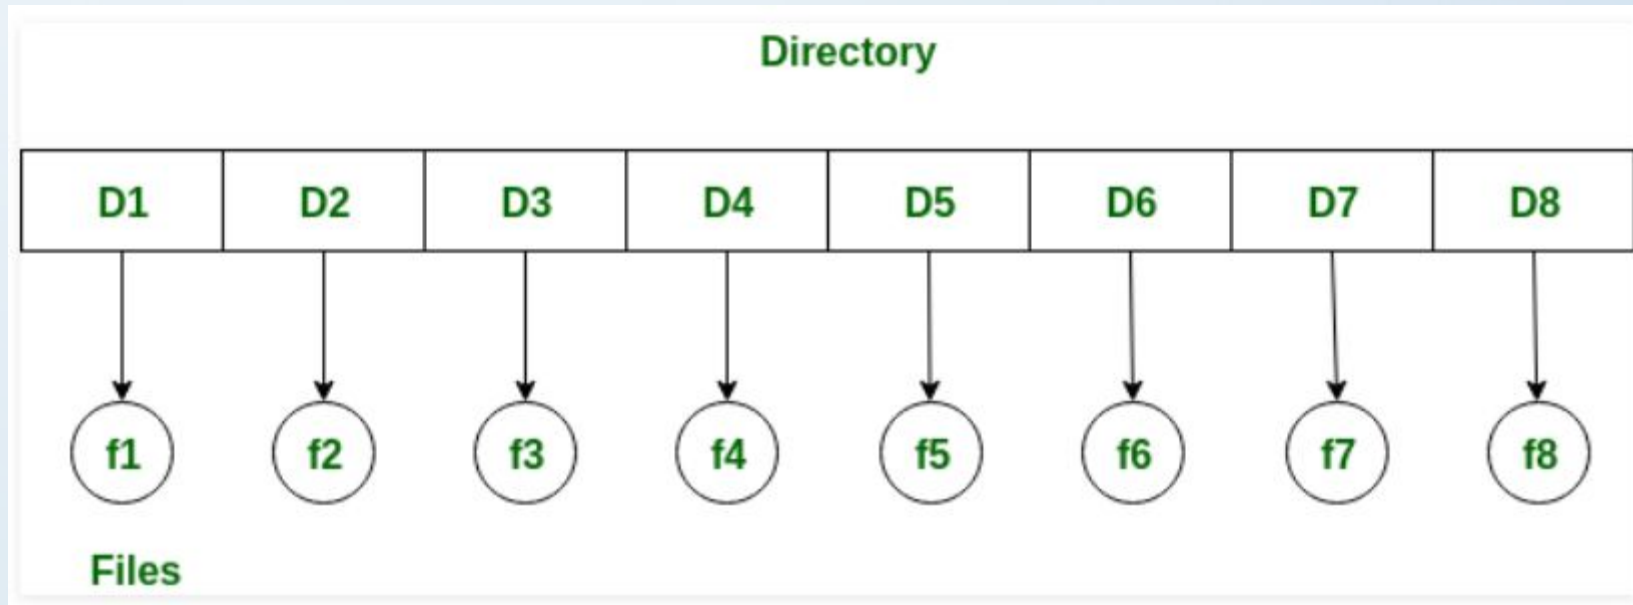 Directory
D1 D2 D3 D4 D5 D6 D7 D8
f1 f2 f3 f4 f5 f6 f7 f8
Files